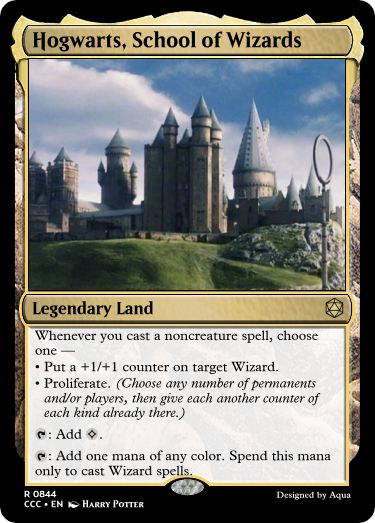 Hogwarts, School of Wizards
Legendary Land
Whenever you cast a noncreature spell, choose
one —
• Put a +1/+1 counter on target Wizard.
• Proliferate. (Choose any number of permanents
and/or players, then give each another counter of
each kind already there.)
: Add .
: Add one mana of any color. Spend this mana
only to cast Wizard spells.
R 0844
CCC • EN HARRY POTTER
Designed by Aqua